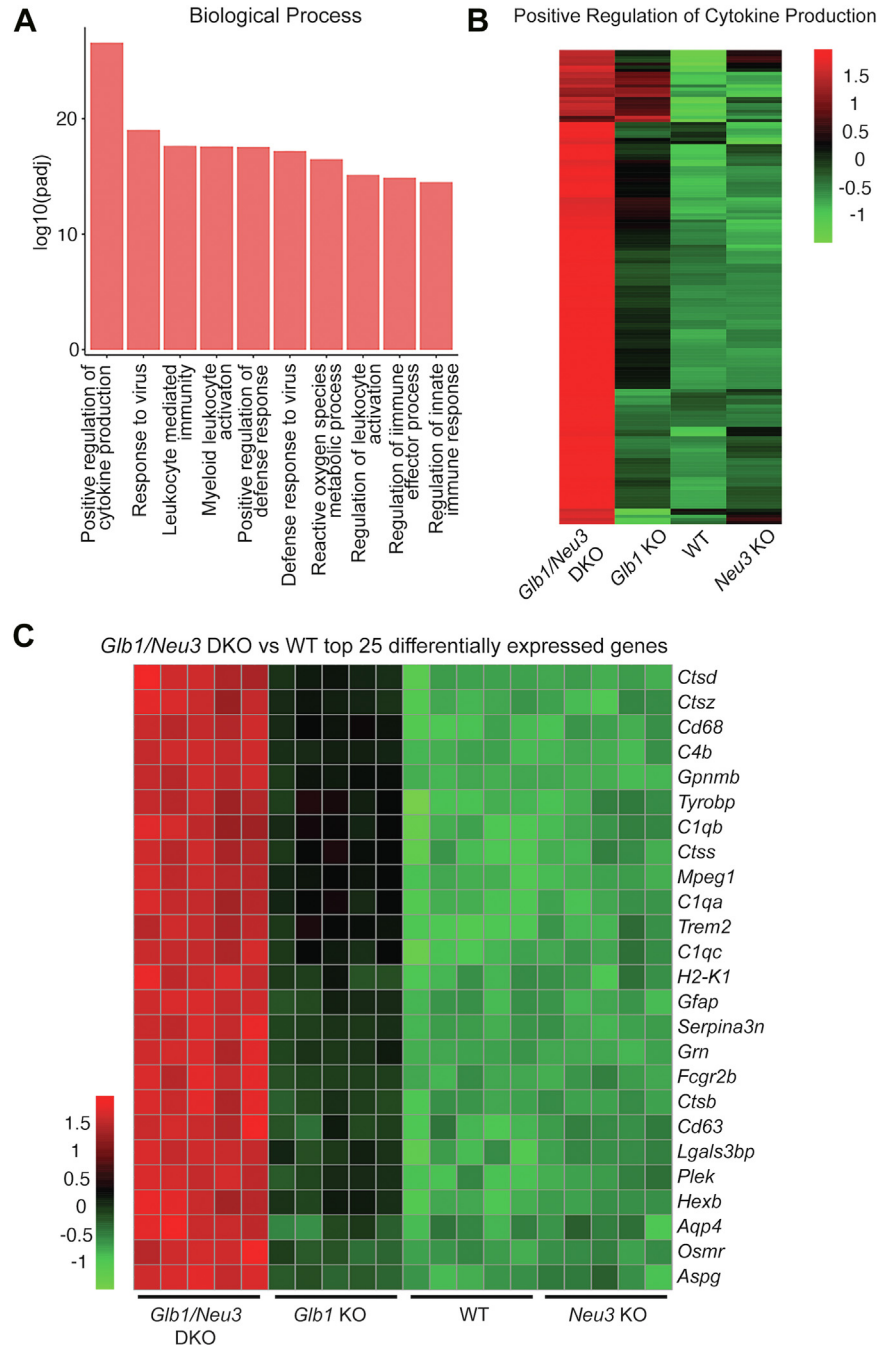 A
Biological Process
log10(padj)
20
10
0
Positive regulation of
cytokine production
Response to virus
Leukocyte mediated
immunity
Myeloid leukocyte
activaton
Positive regulation of
defense response
Defense response to virus
Reactive oxygen species
metabolic process
Regulation of leukocyte
activation
Regulation of iimmune
effector process
Regulation of innate
immune response
B
Positive Regulation of Cytokine Production
1.5
1
0.5
0
-0.5
-1
Glb1/Neu3
DKO
Glb1 KO
WT
Neu3 KO
C
Glb1/Neu3 DKO vs WT top 25 differentially expressed genes
Ctsd
Ctsz
Cd68
C4b
Gpnmb
Tyrobp
C1qb
Ctss
Mpeg1
C1qa
Trem2
C1qc
H2-K1
Gfap
Serpina3n
Grn
Fcgr2b
Ctsb
Cd63
Lgals3bp
Plek
Hexb
Aqp4
Osmr
Aspg
1.5
1
0.5
0
-0.5
-1
Glb1/Neu3
DKO
Glb1 KO
WT
Neu3 KO